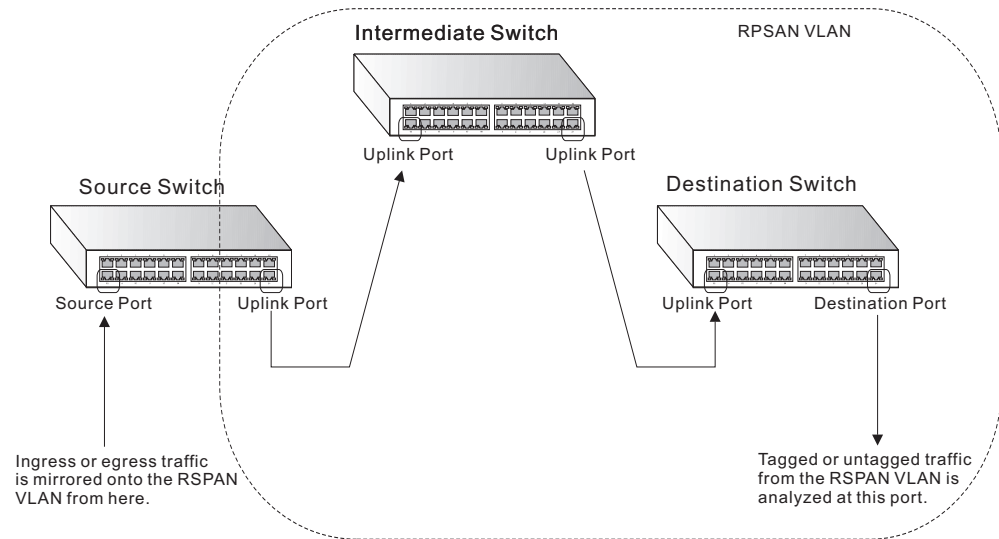 RPSAN VLAN
Intermediate Switch
Uplink Port
Uplink Port
Source Switch
Source Port
Uplink Port
Destination Switch
Uplink Port
Destination Port
Ingress or egress traffic
is mirrored onto the RSPAN
VLAN from here.
Tagged or untagged traffic
from the RSPAN VLAN is
analyzed at this port.